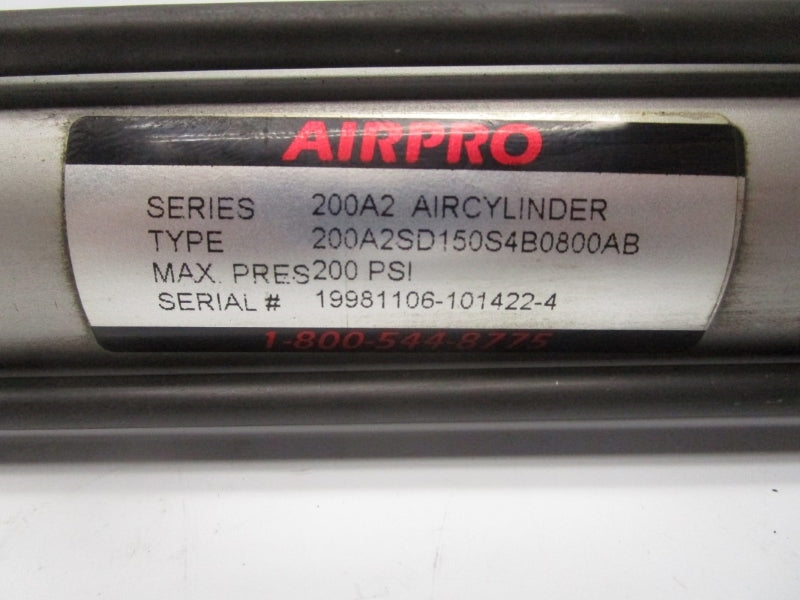 AIRPRO
SERIES 200A2 AIRCYLINDER
TYPE 200A2SD150S4B0800AB
MAX. PRES 200 PSI
SERIAL # 19981106-101422-4
1-800-544-8775